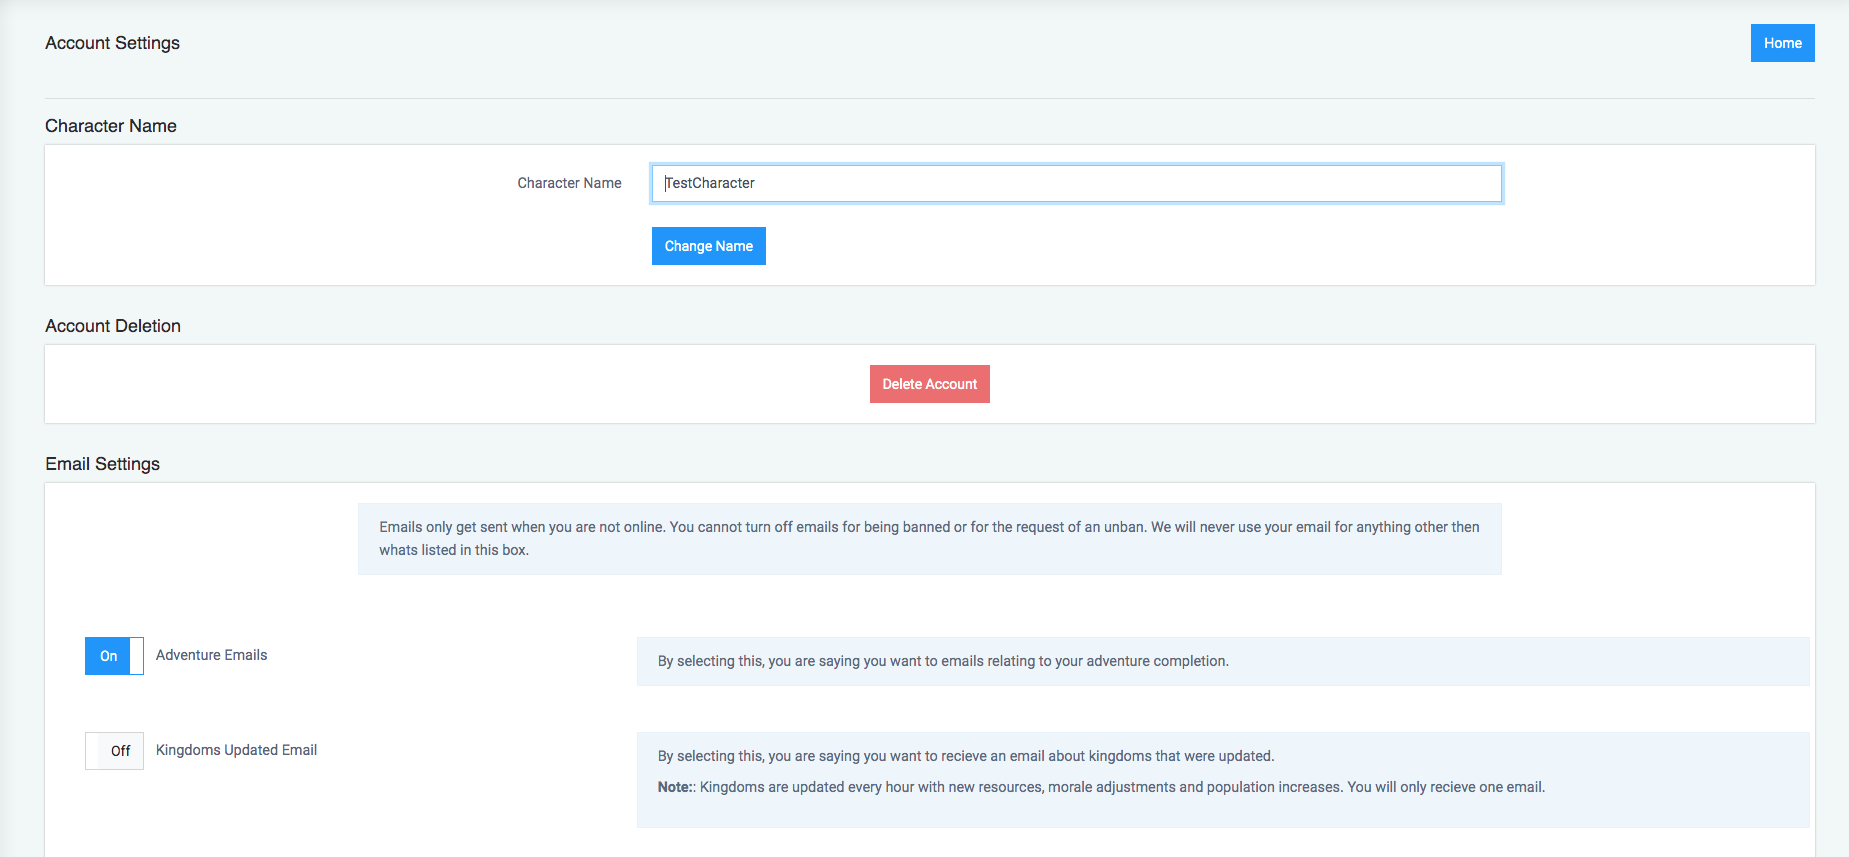 Account Settings
Home
Character Name
Character Name
TestCharacter
Change Name
Account Deletion
Delete Account
Email Settings
Emails only get sent when you are not online. You cannot turn off emails for being banned or for the request of an unban. We will never use your email for anything other then
whats listed in this box.
On
Adventure Emails
By selecting this, you are saying you want to emails relating to your adventure completion.
Off
Kingdoms Updated Email
By selecting this, you are saying you want to recieve an email about kingdoms that were updated.
Note:: Kingdoms are updated every hour with new resources, morale adjustments and population increases. You will only recieve one email.